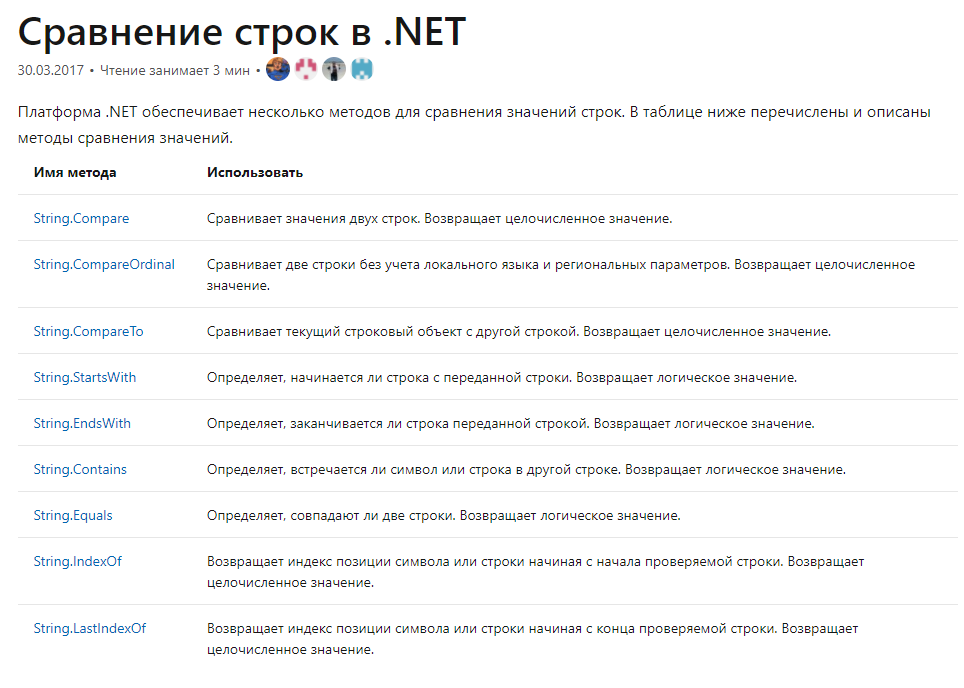 Сравнение строк в .NET
30.03.2017 • Чтение занимает 3 мин •
Платформа .NET обеспечивает несколько методов для сравнения значений строк. В таблице ниже перечислены и описаны
методы сравнения значений.
Имя метода Использовать
String.Compare Сравнивает значения двух строк. Возвращает целочисленное значение.
String.CompareOrdinal Сравнивает две строки без учета локального языка и региональных параметров. Возвращает целочисленное
значение.
String.CompareTo Сравнивает текущий строковый объект с другой строкой. Возвращает целочисленное значение.
String.StartsWith Определяет, начинается ли строка с переданной строки. Возвращает логическое значение.
String.EndsWith Определяет, заканчивается ли строка переданной строкой. Возвращает логическое значение.
String.Contains Определяет, встречается ли символ или строка в другой строке. Возвращает логическое значение.
String.Equals Определяет, совпадают ли две строки. Возвращает логическое значение.
String.IndexOf Возвращает индекс позиции символа или строки начиная с начала проверяемой строки. Возвращает
целочисленное значение.
String.LastIndexOf Возвращает индекс позиции символа или строки начиная с конца проверяемой строки. Возвращает
целочисленное значение.